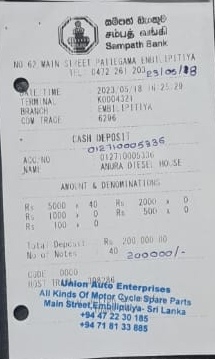 සම්පත් බැංකුව
சம்பத் வங்கி
Sampath Bank
NO 62 MAIN STREET PALLEGAMA EMBILIPITIYA
TEL: 0472 261 203
23/05/18
DATE TIME 2023/05/18 16:25:29
TERMINAL K0004321
BRANCH EMBILIPITIYA
COM TRACE 6296
CASH DEPOSIT
012710005336
ACC.NO 012710005336
NAME ANURA DIESEL HOUSE
AMOUNT & DENOMINATIONS
Rs 5000 x 40 Rs 2000 x 0
Rs 1000 x 0 Rs 500 x 0
Rs 100 x 0
Total Deposit Rs 200 000.00
No of Notes 40
200000/-
CODE 0000
HOST TRA
Union Auto Enterprises
All Kinds Of Motor Cycle Spare Parts
Main Street,Embilipitiya- Sri Lanka
+94 47 22 30 185
+94 71 81 33 885